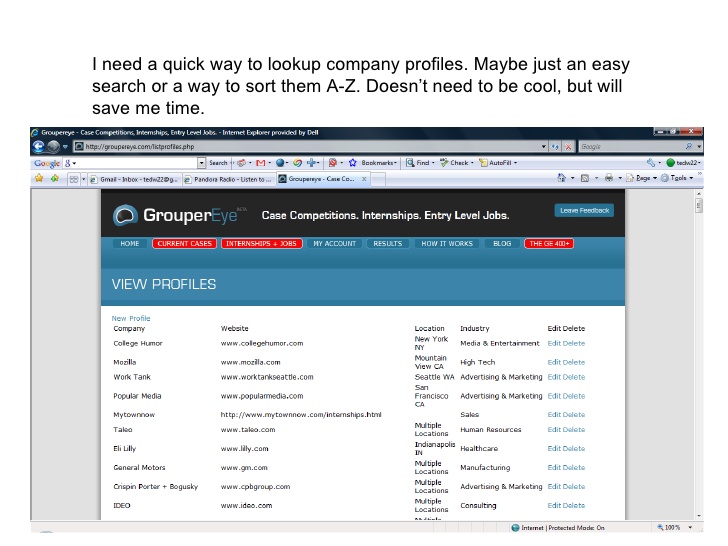 I need a quick way to lookup company profiles. Maybe just an easy
search or a way to sort them A-Z. Doesn't need to be cool, but will
save me time.
Groupereye - Case Competitions, Internships, Entry Level Jobs. - Internet Explorer provided by Dell
http://groupereye.com/listprofiles.php Google
Google Search Bookmarks Find Check AutoFill tedw22
Gmail - Inbox - tedw22@g... Pandora Radio - Listen to ... Groupereye - Case Co... Page Tools
GrouperEye BETA Case Competitions. Internships. Entry Level Jobs. Leave Feedback
HOME CURRENT CASES INTERNSHIPS + JOBS MY ACCOUNT RESULTS HOW IT WORKS BLOG THE GE 400+
VIEW PROFILES
New Profile
Company Website Location Industry Edit Delete
College Humor www.collegehumor.com New York NY Media & Entertainment Edit Delete
Mozilla www.mozilla.com Mountain View CA High Tech Edit Delete
Work Tank www.worktankseattle.com Seattle WA Advertising & Marketing Edit Delete
Popular Media www.popularmedia.com San Francisco CA Advertising & Marketing Edit Delete
Mytownnow http://www.mytownnow.com/internships.html Sales Edit Delete
Taleo www.taleo.com Multiple Locations Human Resources Edit Delete
Eli Lilly www.lilly.com Indianapolis IN Healthcare Edit Delete
General Motors www.gm.com Multiple Locations Manufacturing Edit Delete
Crispin Porter + Bogusky www.cpbgroup.com Multiple Locations Advertising & Marketing Edit Delete
IDEO www.ideo.com Multiple Locations Consulting Edit Delete
Internet | Protected Mode: On 100%